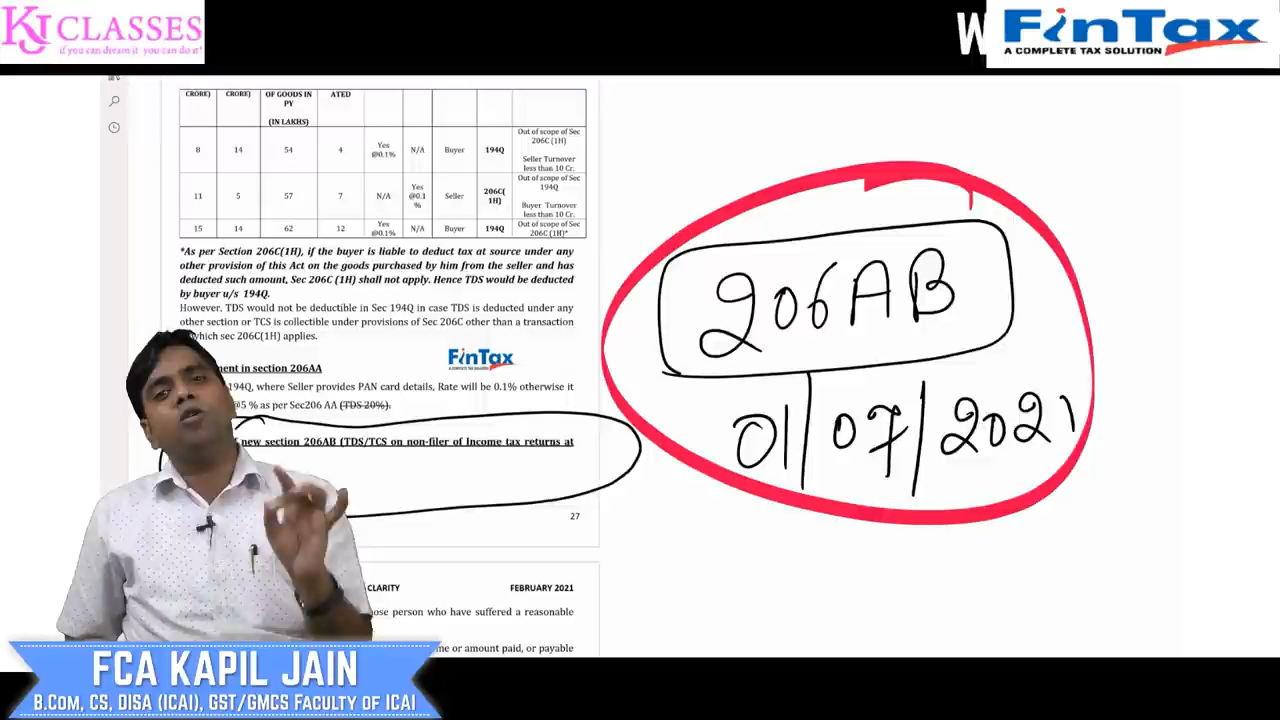 KJ CLASSES
if you can dream it you can do it!
W
FinTax
A COMPLETE TAX SOLUTION
CRORE) CRORE) OF GOODS IN PY (IN LAKHS) ATED
8 14 54 4 Yes @0.1% N/A Buyer 194Q Out of scope of Sec 206C (1H) Seller Turnover less than 10 Cr.
11 5 57 7 N/A Yes @0.1 % Seller 206C( 1H) Out of scope of Sec 194Q Buyer Turnover less than 10 Cr.
15 14 62 12 Yes @0.1% N/A Buyer 194Q Out of scope of Sec 206C(1H)*
*As per Section 206C(1H), if the buyer is liable to deduct tax at source under any
other provision of this Act on the goods purchased by him from the seller and has
deducted such amount, Sec 206C (1H) shall not apply. Hence TDS would be deducted
by buyer u/s 194Q.
However, TDS would not be deductible in Sec 194Q in case TDS is deducted under any
other section or TCS is collectible under provisions of Sec 206C other than a transaction
which sec 206C(1H) applies.
FinTax
A COMPLETE TAX SOLUTION
ment in section 206AA
194Q, where Seller provides PAN card details, Rate will be 0.1% otherwise it
@5 % as per Sec206 AA (TDS 20%).
new section 206AB (TDS/TCS on non-filer of Income tax returns at
27
CLARITY FEBRUARY 2021
ose person who have suffered a reasonable
me or amount paid, or payable
206AB
01/07/2021
FCA KAPIL JAIN
B.Com, CS, DISA (ICAI), GST/GMCS Faculty of ICAI